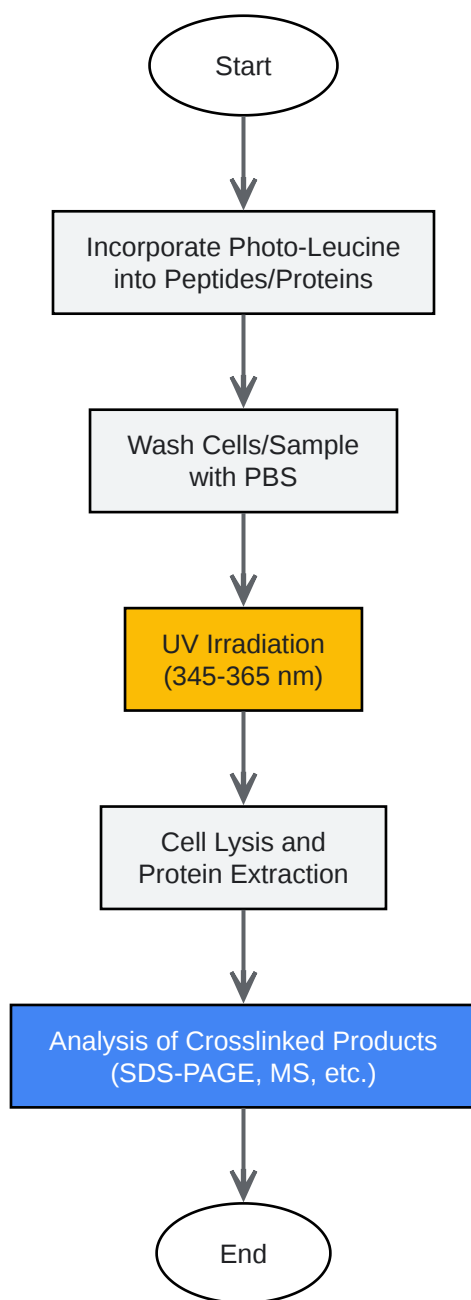 Start
Incorporate Photo-Leucine
into Peptides/Proteins
Wash Cells/Sample
with PBS
UV Irradiation
(345-365 nm)
Cell Lysis and
Protein Extraction
Analysis of Crosslinked Products
(SDS-PAGE, MS, etc.)
End